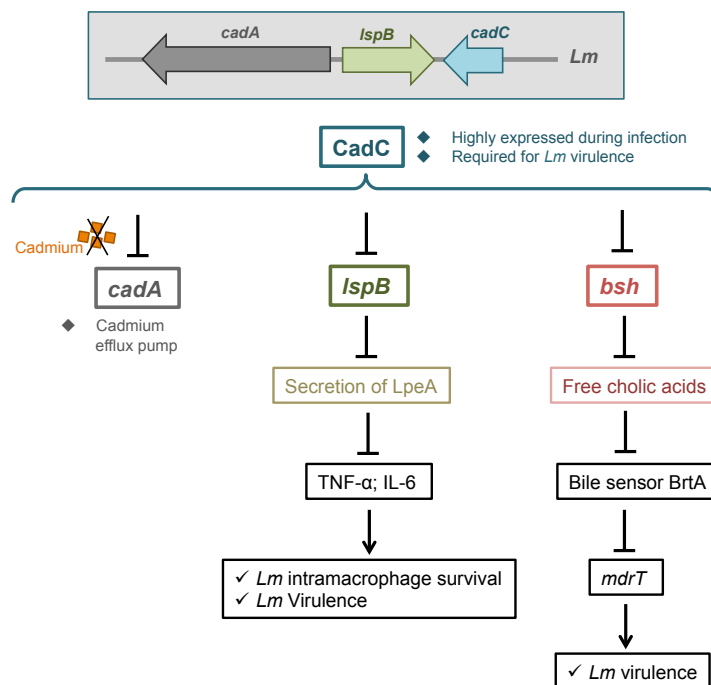 cadA
lspB
cadC
Lm
CadC
◆ Highly expressed during infection
◆ Required for Lm virulence
Cadmium
cadA
◆ Cadmium
efflux pump
lspB
bsh
Secretion of LpeA
Free cholic acids
TNF-α; IL-6
Bile sensor BrtA
✓ Lm intramacrophage survival
✓ Lm Virulence
mdrT
✓ Lm virulence